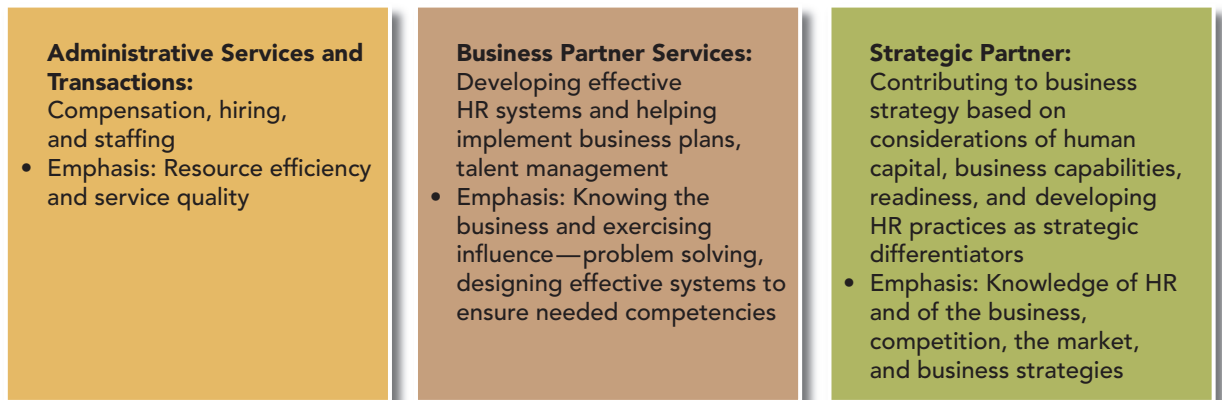 Administrative Services and
Transactions:
Compensation, hiring,
and staffing
• Emphasis: Resource efficiency
and service quality
Business Partner Services:
Developing effective
HR systems and helping
implement business plans,
talent management
• Emphasis: Knowing the
business and exercising
influence—problem solving,
designing effective systems to
ensure needed competencies
Strategic Partner:
Contributing to business
strategy based on
considerations of human
capital, business capabilities,
readiness, and developing
HR practices as strategic
differentiators
• Emphasis: Knowledge of HR
and of the business,
competition, the market,
and business strategies